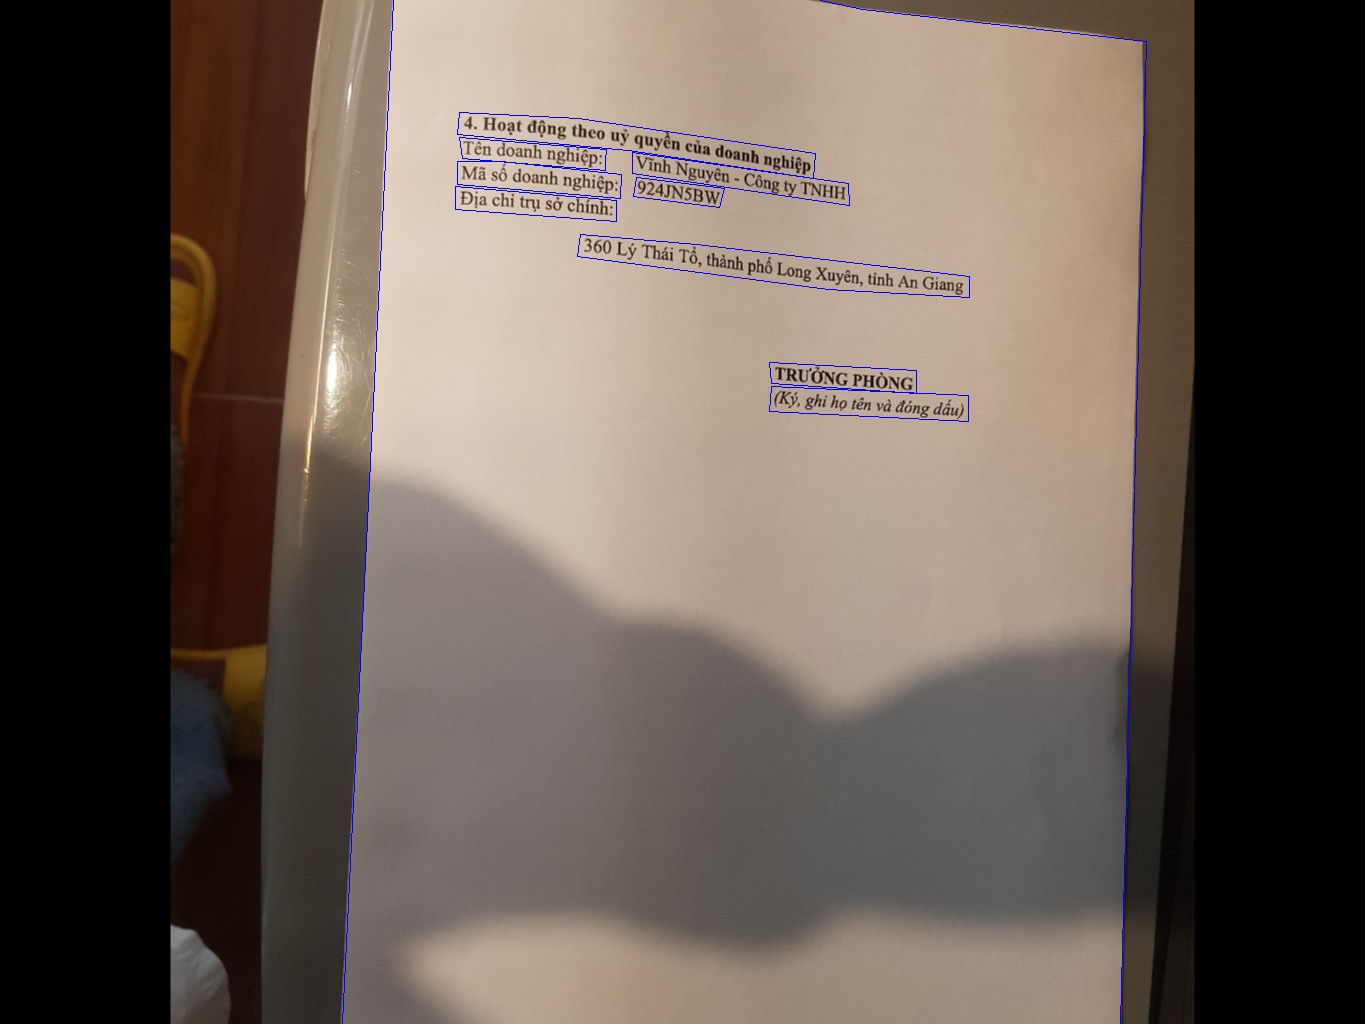 4. Hoạt động theo uỷ quyền của doanh nghiệp
Tên doanh nghiệp: Vĩnh Nguyên - Công ty TNHH
Mã số doanh nghiệp: 924JN5BW
Địa chỉ trụ sở chính:
360 Lý Thái Tổ, thành phố Long Xuyên, tỉnh An Giang
TRƯỞNG PHÒNG
(Ký, ghi họ tên và đóng dấu)